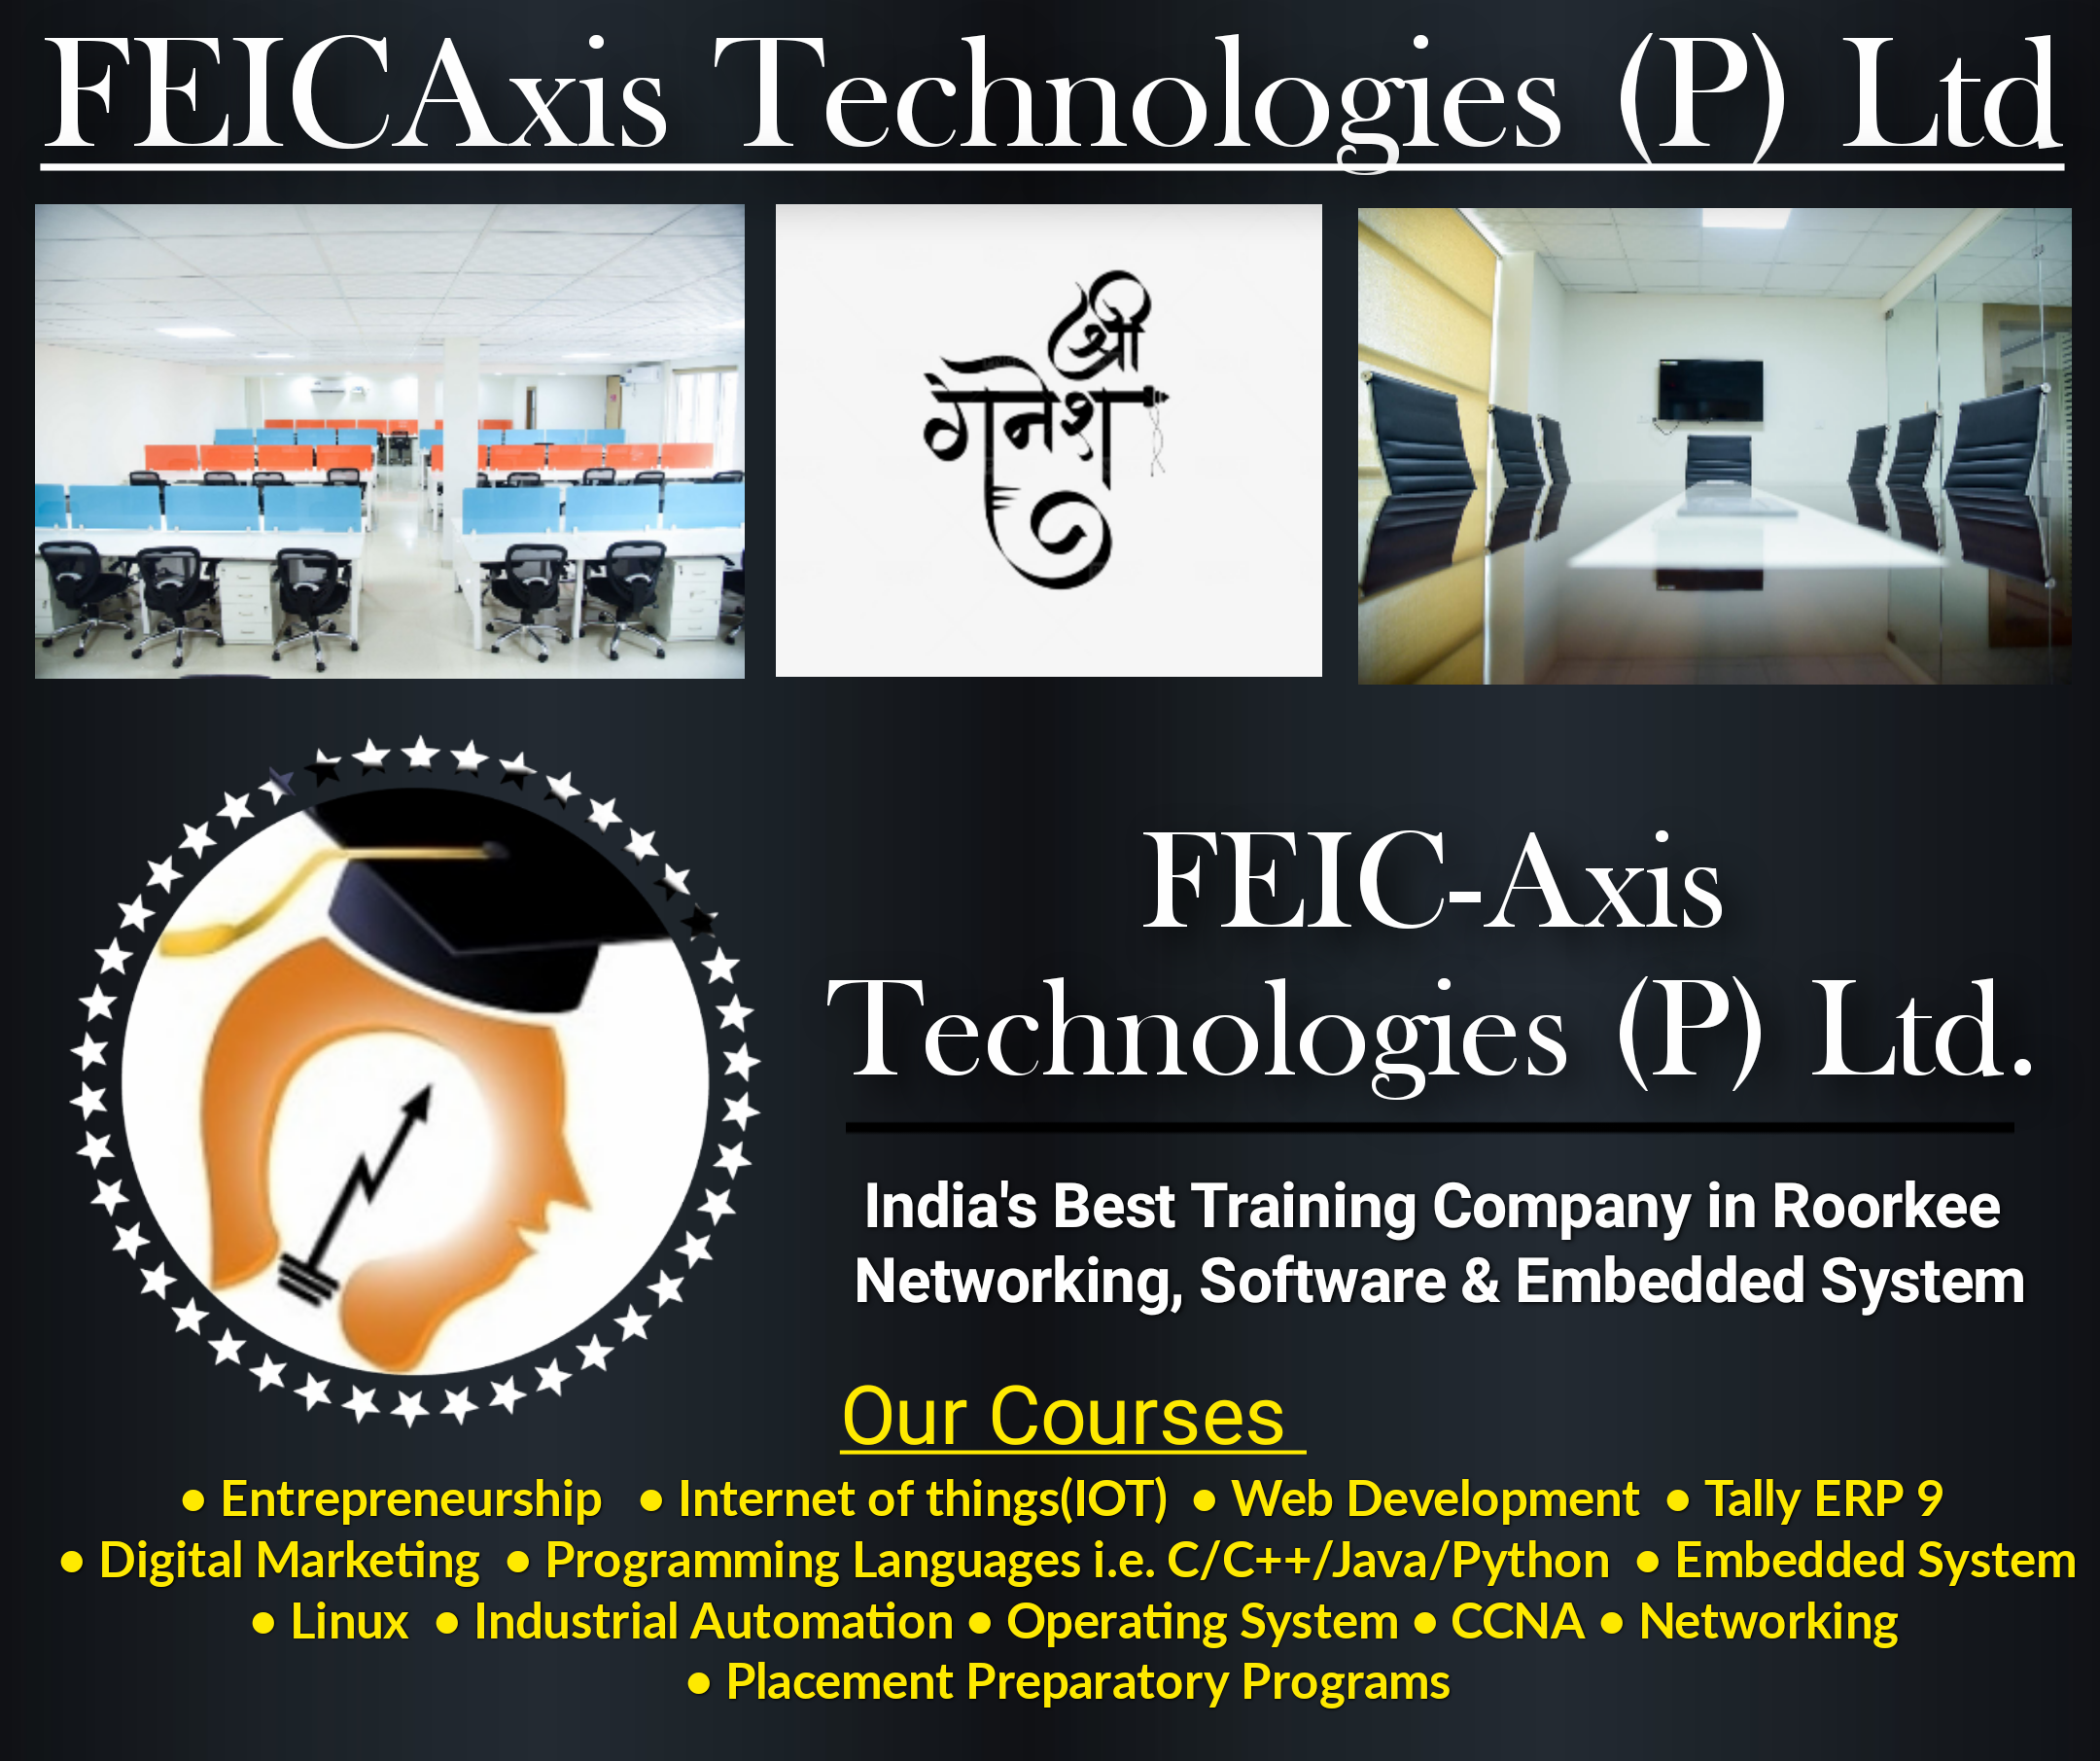 FEICAxis Technologies (P) Ltd
श्री
गनेश
FEIC-Axis
Technologies (P) Ltd.
India's Best Training Company in Roorkee
Networking, Software & Embedded System
Our Courses
● Entrepreneurship ● Internet of things(IOT) ● Web Development ● Tally ERP 9
● Digital Marketing ● Programming Languages i.e. C/C++/Java/Python ● Embedded System
● Linux ● Industrial Automation ● Operating System ● CCNA ● Networking
● Placement Preparatory Programs